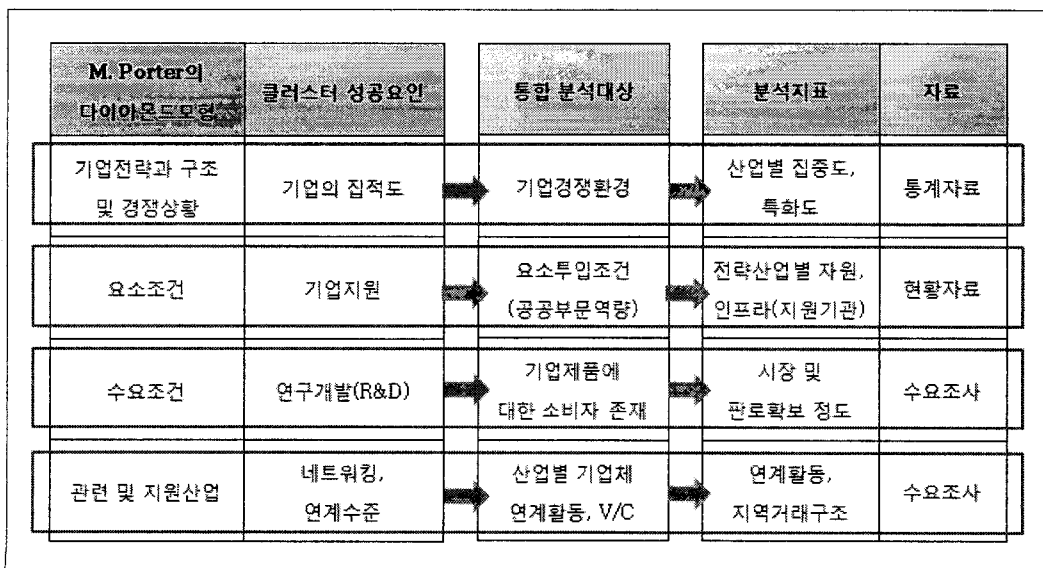 M. Porter의
다이아몬드모형
클러스터 성공요인
통합 분석대상
분석지표
자료
기업전략과 구조
및 경쟁상황
기업의 집적도
기업경쟁환경
산업별 집중도,
특화도
통계자료
요소조건
기업지원
요소투입조건
(공공부문역량)
전략산업별 자원,
인프라(지원기관)
현황자료
수요조건
연구개발(R&D)
기업제품에
대한 소비자 존재
시장 및
판로확보 정도
수요조사
관련 및 지원산업
네트워킹,
연계수준
산업별 기업체
연계활동, V/C
연계활동,
지역거래구조
수요조사